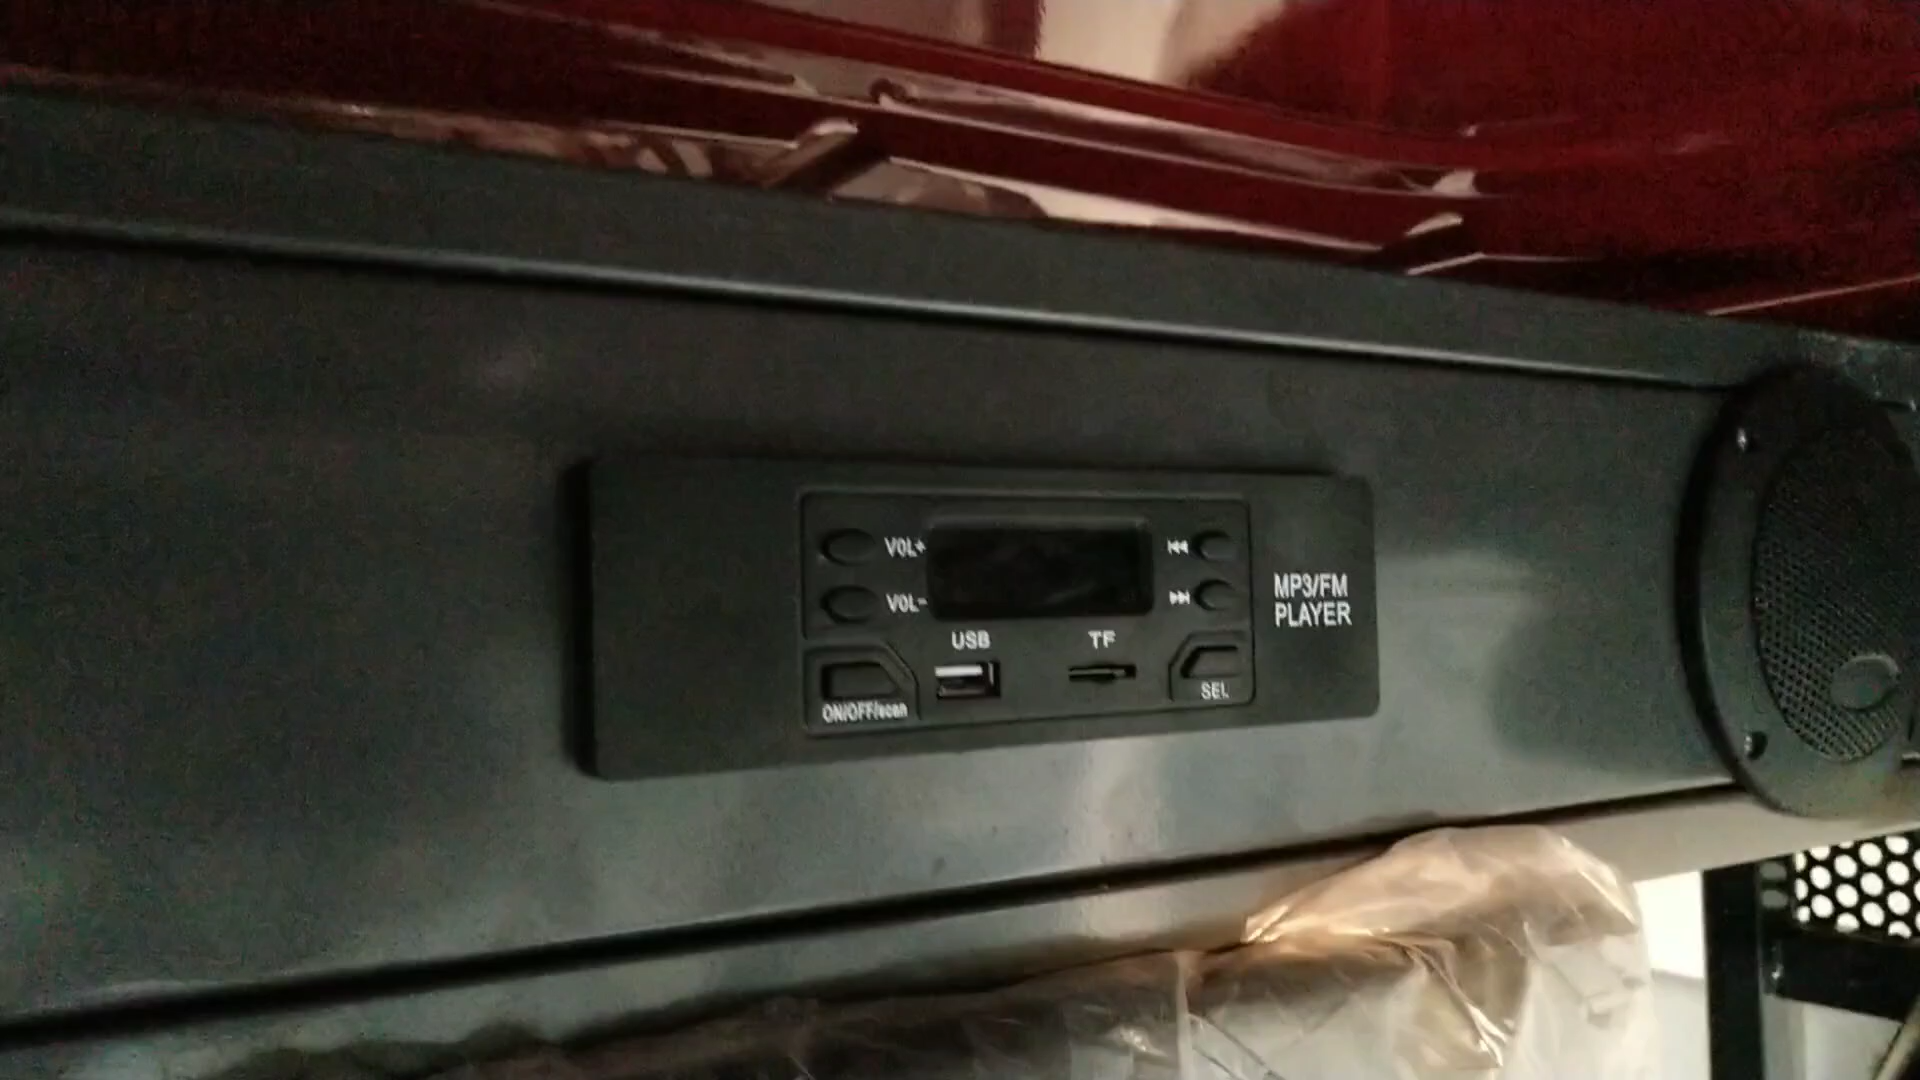 VOL+
VOL-
USB
TF
ON/OFF/scan
SEL
MP3/FM
PLAYER